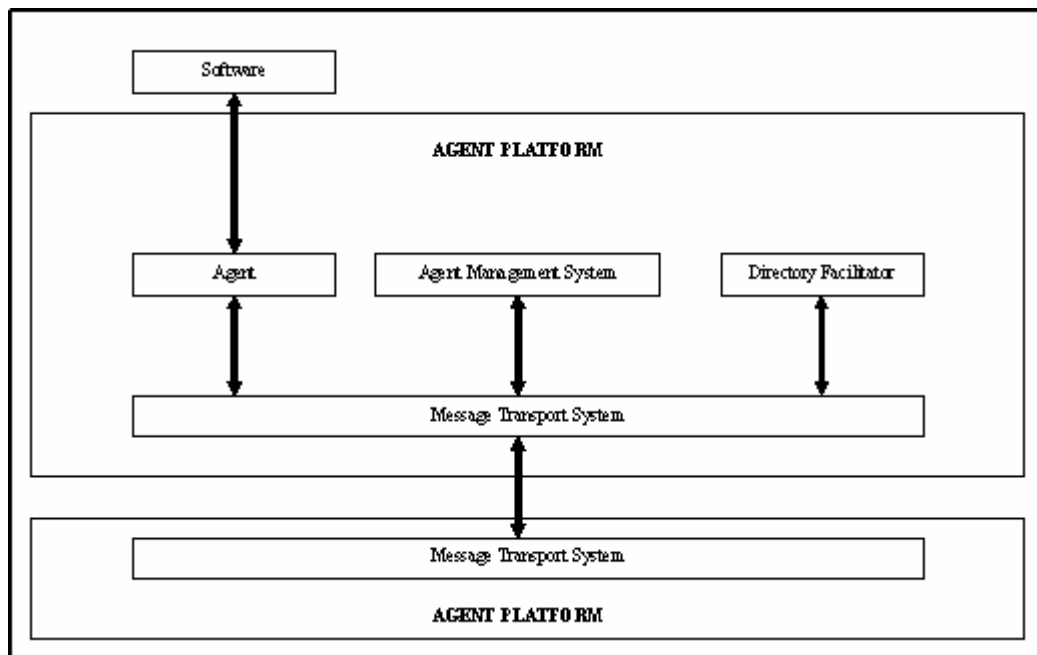 Software
AGENT PLATFORM
Agent
Agent Management System
Directory Facilitator
Message Transport System
Message Transport System
AGENT PLATFORM